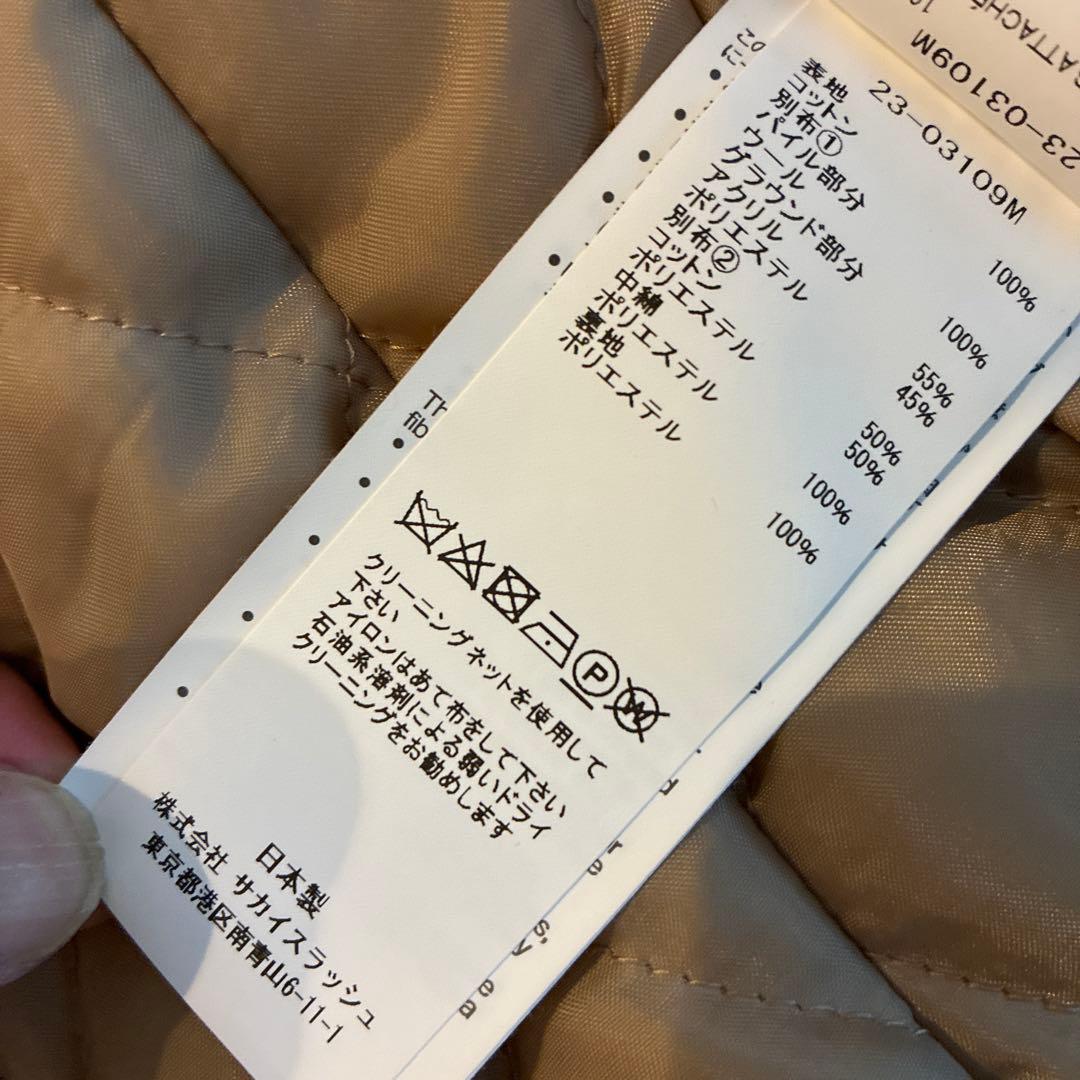 ATTACHÉ
23-03109M
23-03109M
表地
コットン 100%
別布①
パイル部分
ウール 100%
グラウンド部分
アクリル 55%
ポリエステル 45%
別布②
コットン 50%
ポリエステル 50%
中綿
ポリエステル 100%
裏地
ポリエステル 100%
P
W
クリーニングネットを使用して
下さい
アイロンはあて布をして下さい
石油系溶剤による弱いドライ
クリーニングをお勧めします
日本製
株式会社 サカイスラッシュ
東京都港区南青山6-11-1